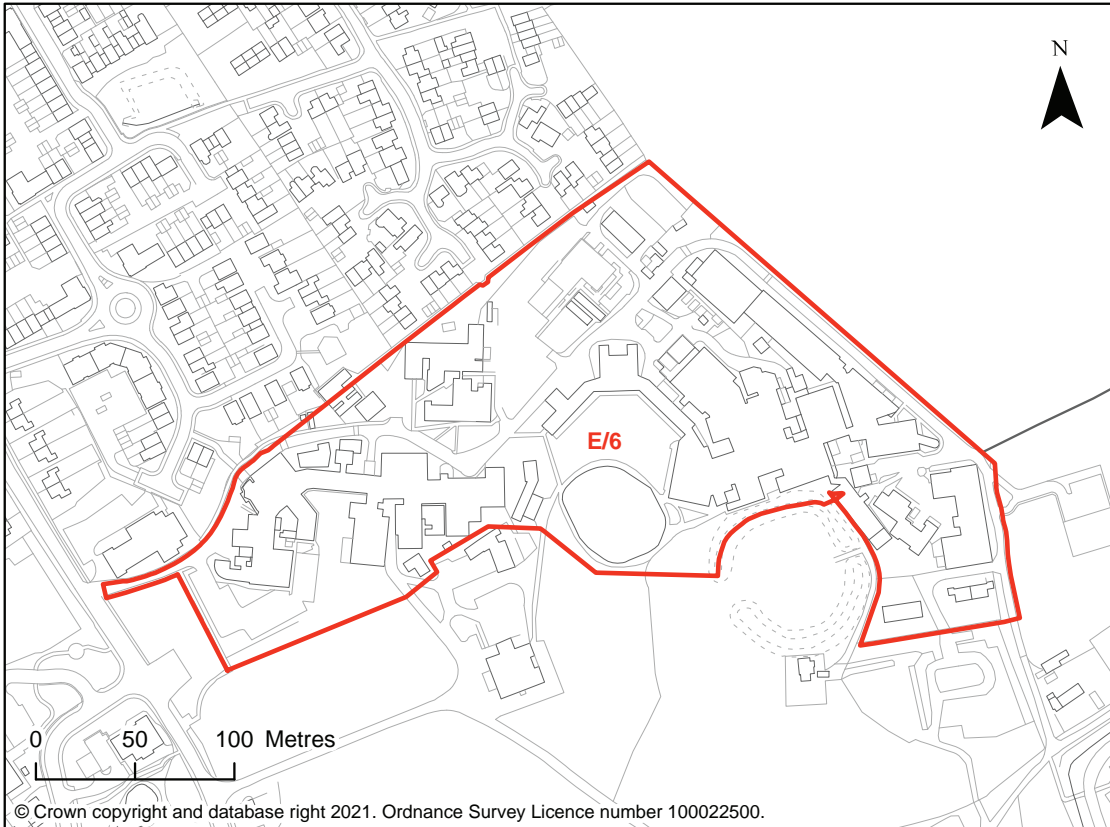 N
E/6
0 50 100 Metres
© Crown copyright and database right 2021. Ordnance Survey Licence number 100022500.